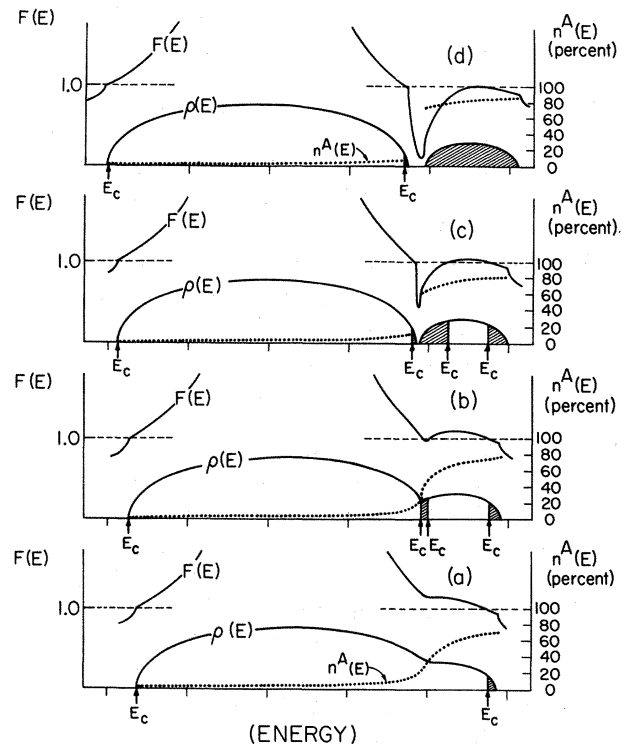 F(E)
n^A(E)
(percent)
F(E)
(d)
1.0
100
80
60
40
20
0
ρ(E)
n^A(E)
E_c
E_c
F(E)
n^A(E)
(percent).
F(E)
(c)
1.0
100
80
60
40
20
0
ρ(E)
E_c
E_c
E_c
E_c
F(E)
n^A(E)
(percent)
F(E)
(b)
1.0
100
80
60
40
20
0
ρ(E)
E_c
E_c
E_c
E_c
F(E)
n^A(E)
(percent)
F(E)
(a)
1.0
100
80
60
40
20
0
ρ(E)
n^A(E)
E_c
E_c
(ENERGY)